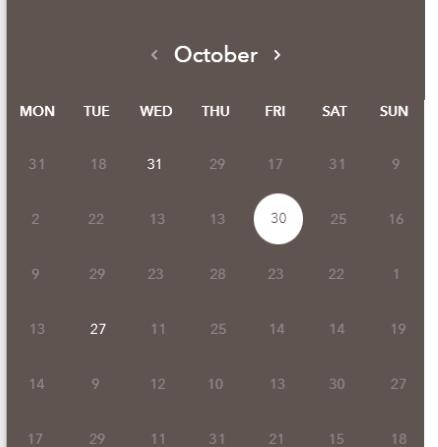 ‹ October ›
MON TUE WED THU FRI SAT SUN
31 18 31 29 17 31 9
2 22 13 13 30 25 16
9 29 23 28 23 22 1
13 27 11 25 14 14 19
14 9 12 10 13 30 27
17 29 11 31 21 15 18